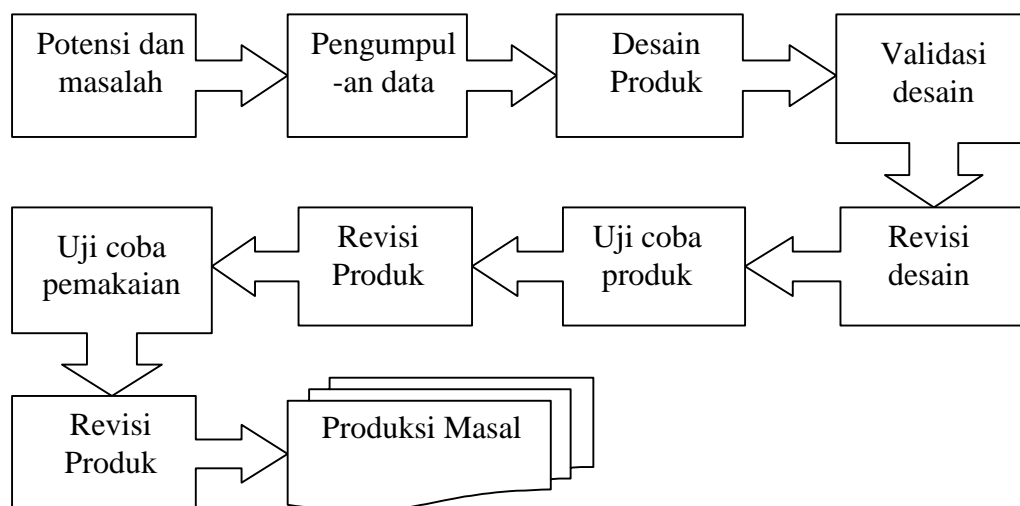 Potensi dan
masalah
Pengumpul
-an data
Desain
Produk
Validasi
desain
Revisi
desain
Uji coba
produk
Revisi
Produk
Uji coba
pemakaian
Revisi
Produk
Produksi Masal